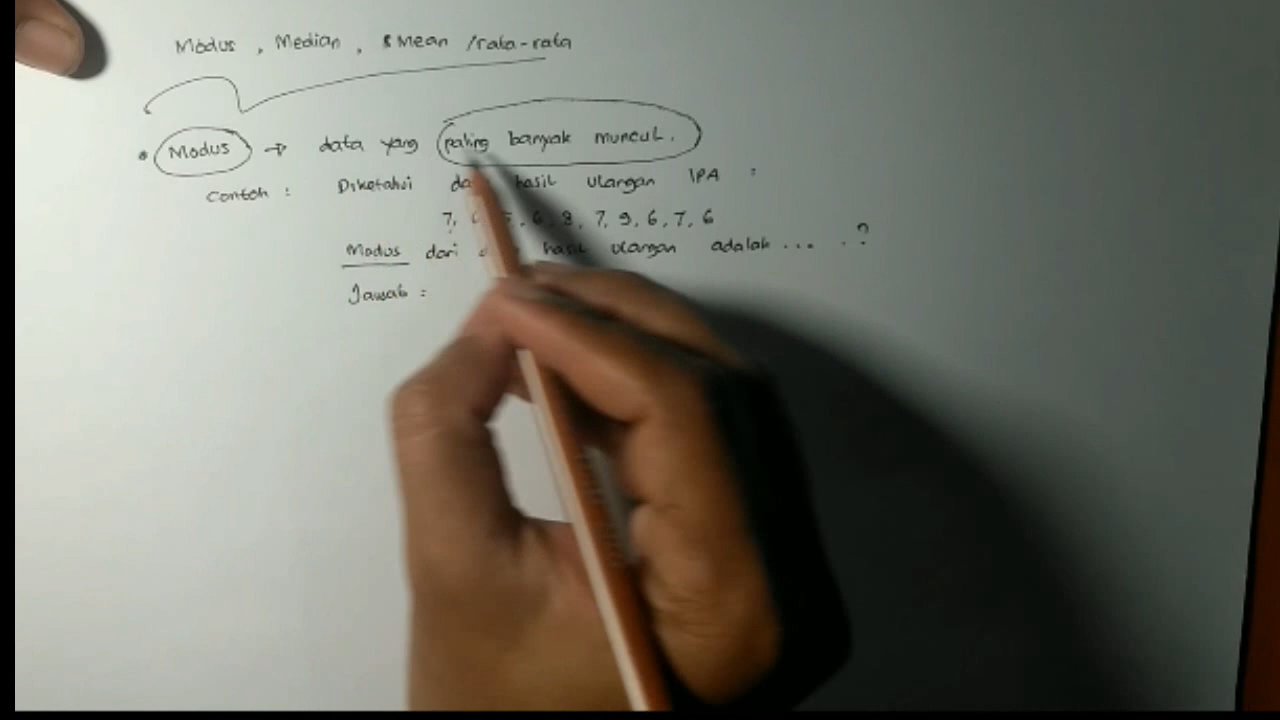 Modus , Median , & Mean /rata-rata
• Modus → data yang paling banyak muncul.
Contoh : Diketahui hasil ulangan IPA :
7, 6, 8, 7, 9, 6, 7, 6
Modus dari hasil ulangan adalah ... . ?
Jawab :